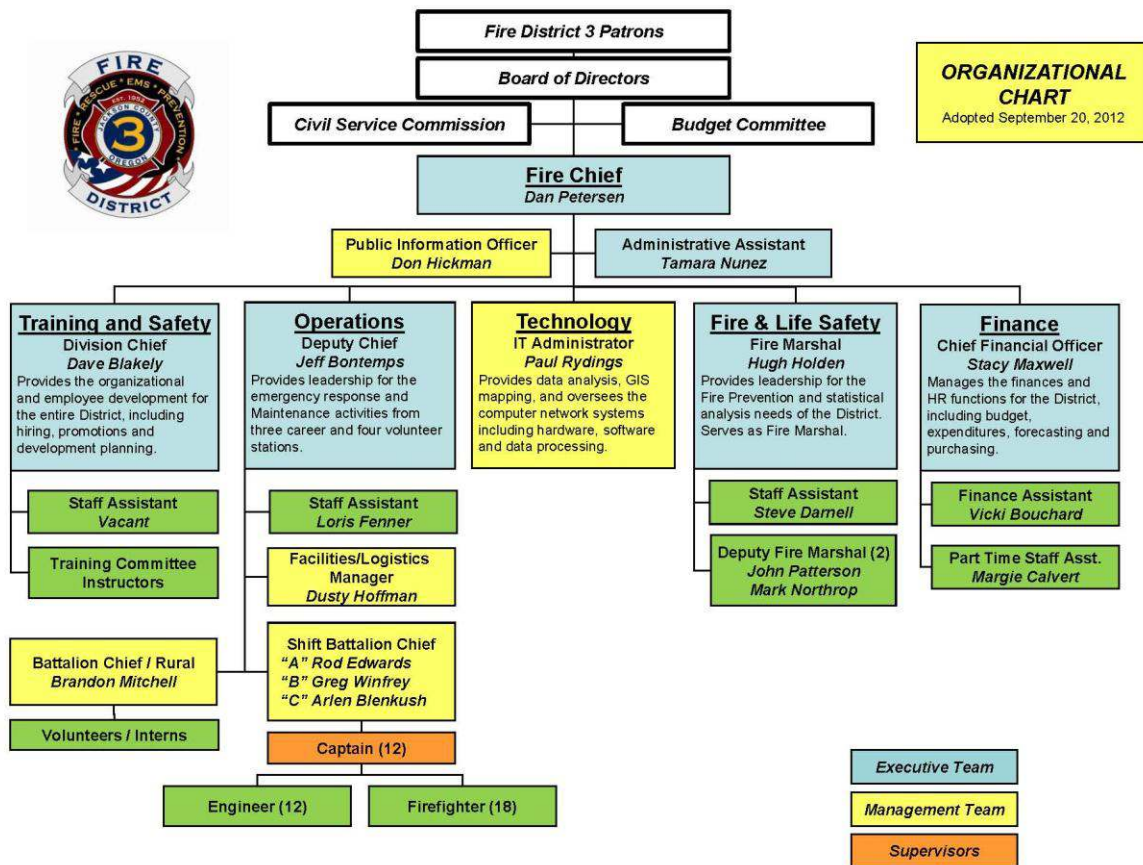 Fire District 3 Patrons
Board of Directors
Civil Service Commission
Budget Committee
ORGANIZATIONAL
CHART
Adopted September 20, 2012
FIRE
FIRE • RESCUE • EMS • PREVENTION
EST. 1952
JACKSON COUNTY
3
OREGON
DISTRICT
Fire Chief
Dan Petersen
Public Information Officer
Don Hickman
Administrative Assistant
Tamara Nunez
Training and Safety
Division Chief
Dave Blakely
Provides the organizational
and employee development for
the entire District, including
hiring, promotions and
development planning.
Operations
Deputy Chief
Jeff Bontemps
Provides leadership for the
emergency response and
Maintenance activities from
three career and four volunteer
stations.
Technology
IT Administrator
Paul Rydings
Provides data analysis, GIS
mapping, and oversees the
computer network systems
including hardware, software
and data processing.
Fire & Life Safety
Fire Marshal
Hugh Holden
Provides leadership for the
Fire Prevention and statistical
analysis needs of the District.
Serves as Fire Marshal.
Finance
Chief Financial Officer
Stacy Maxwell
Manages the finances and
HR functions for the District,
including budget,
expenditures, forecasting and
purchasing.
Staff Assistant
Vacant
Training Committee
Instructors
Staff Assistant
Loris Fenner
Facilities/Logistics
Manager
Dusty Hoffman
Staff Assistant
Steve Darnell
Deputy Fire Marshal (2)
John Patterson
Mark Northrop
Finance Assistant
Vicki Bouchard
Part Time Staff Asst.
Margie Calvert
Battalion Chief / Rural
Brandon Mitchell
Volunteers / Interns
Shift Battalion Chief
“A” Rod Edwards
“B” Greg Winfrey
“C” Arlen Blenkush
Captain (12)
Engineer (12)
Firefighter (18)
Executive Team
Management Team
Supervisors